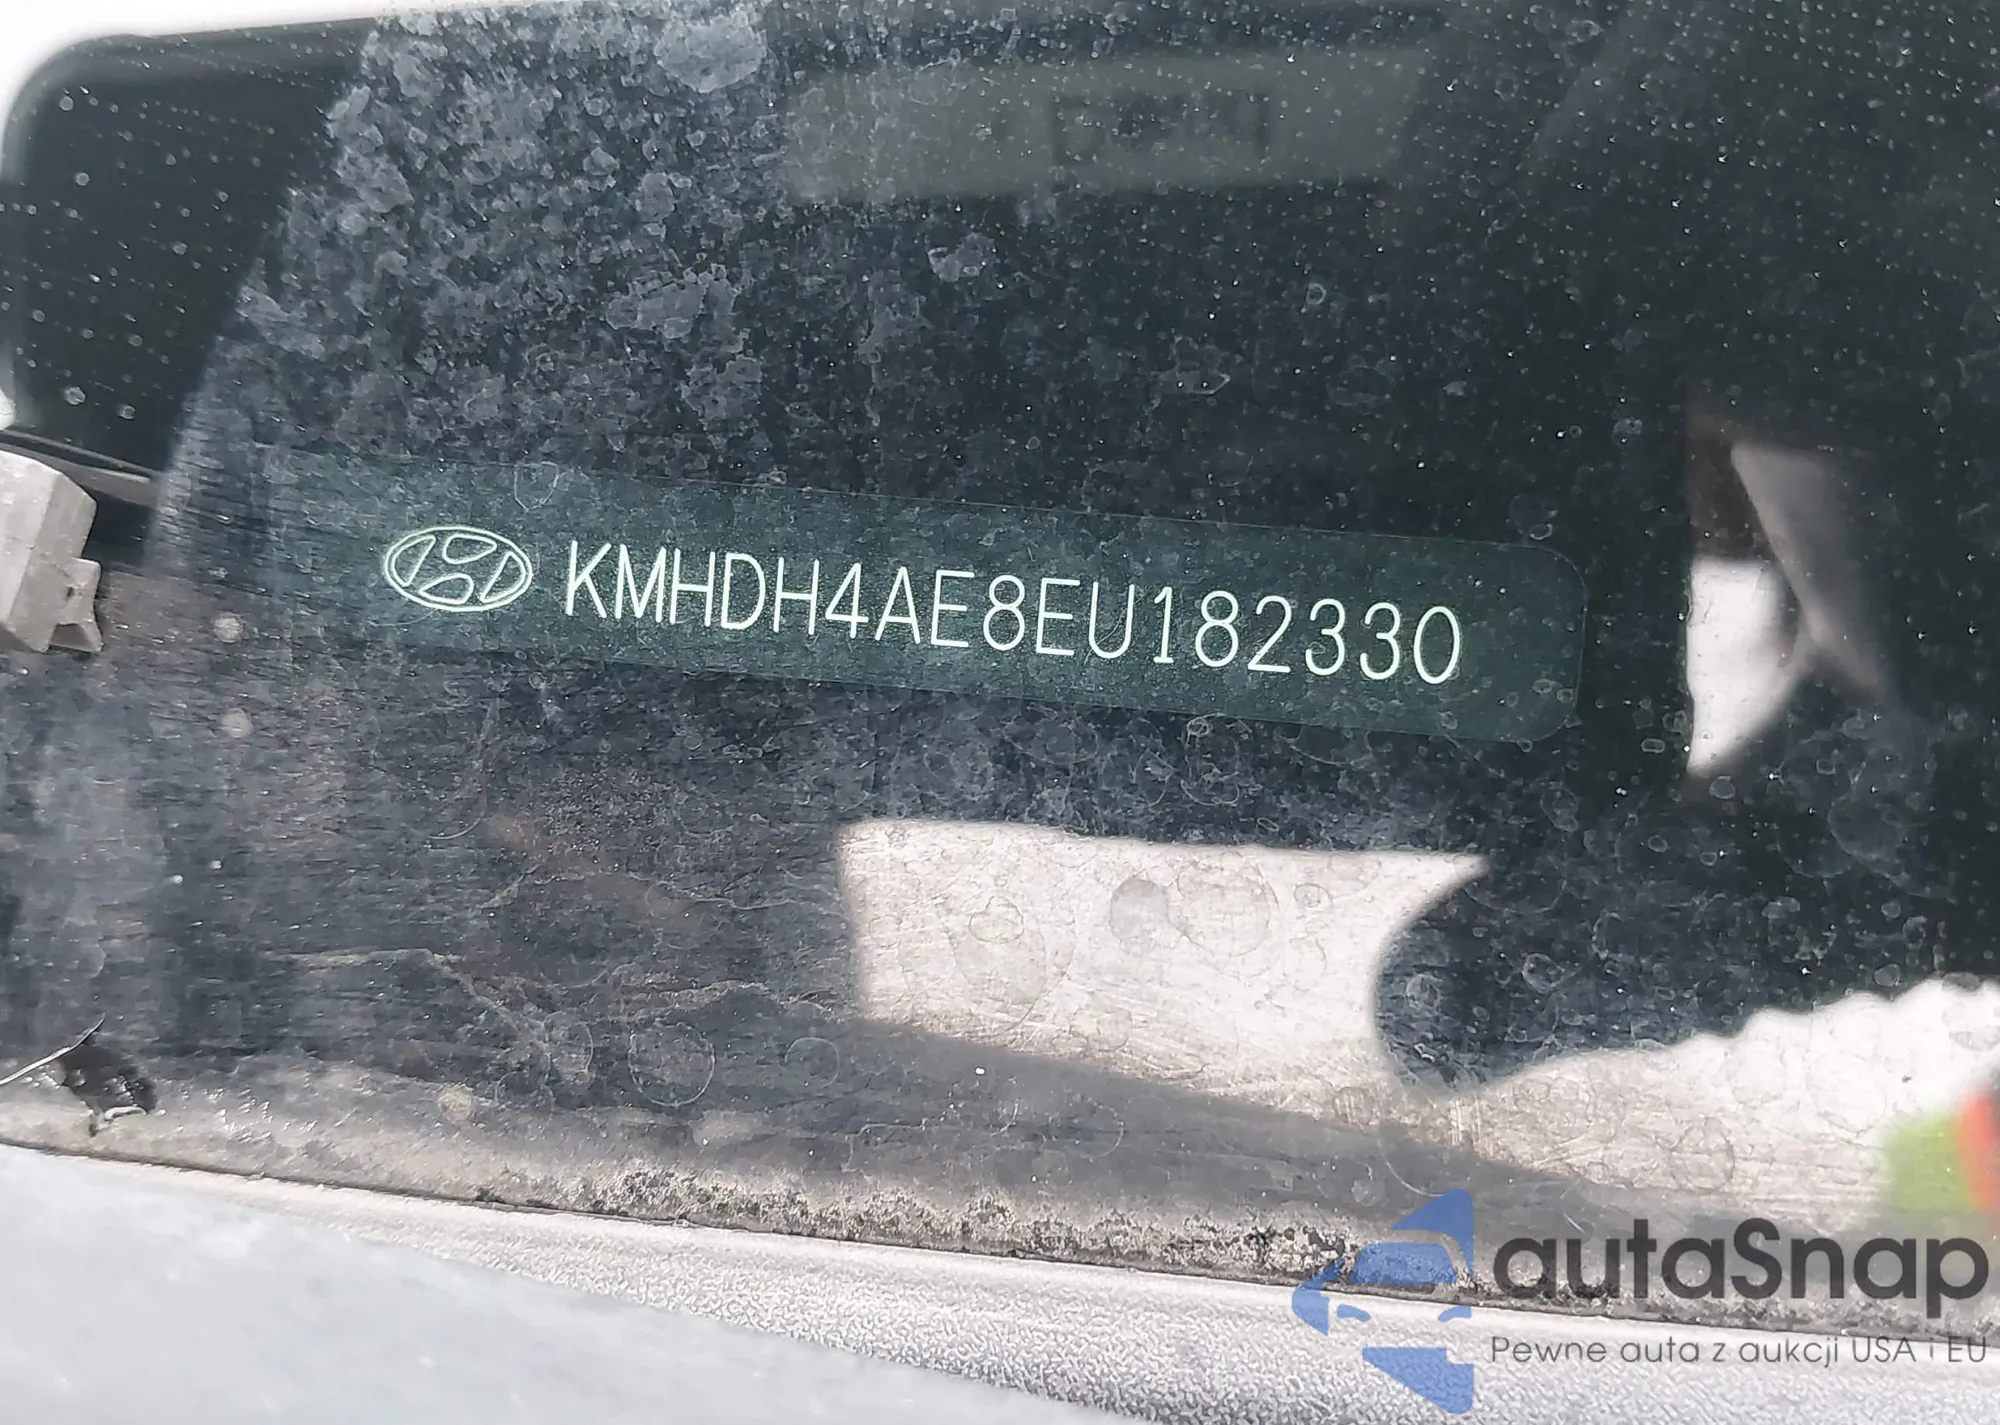 KMHDH4AE8EU182330
autaSnap
Pewne auta z aukcji USA i EU